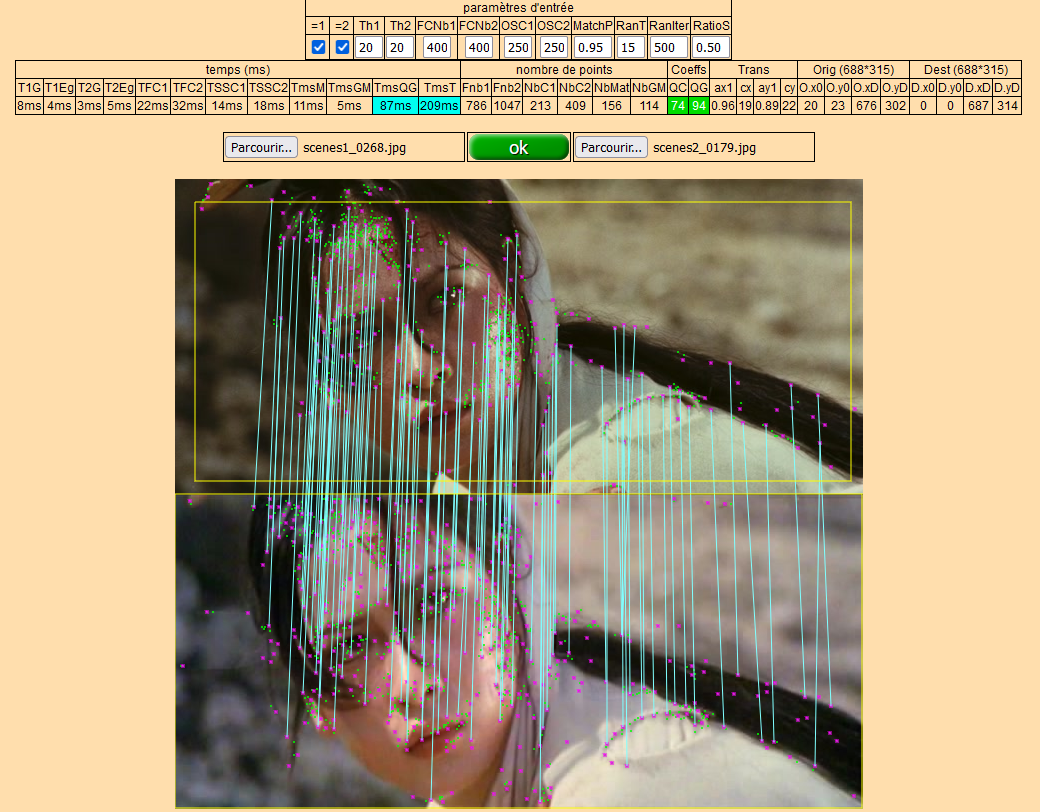 paramètres d'entrée
=1 =2 Th1 Th2 FCNb1 FCNb2 OSC1 OSC2 MatchP RanT RanIter RatioS
20 20 400 400 250 250 0.95 15 500 0.50
temps (ms) nombre de points Coeffs Trans Orig (688*315) Dest (688*315)
T1G T1Eg T2G T2Eg TFC1 TFC2 TSSC1 TSSC2 TmsM TmsGM TmsQG TmsT Fnb1 Fnb2 NbC1 NbC2 NbMat NbGM QC QG ax1 cx ay1 cy O.x0 O.y0 O.xD O.yD D.x0 D.y0 D.xD D.yD
8ms 4ms 3ms 5ms 22ms 32ms 14ms 18ms 11ms 5ms 87ms 209ms 786 1047 213 409 156 114 74 94 0.96 19 0.89 22 20 23 676 302 0 0 687 314
Parcourir... scenes1_0268.jpg ok Parcourir... scenes2_0179.jpg